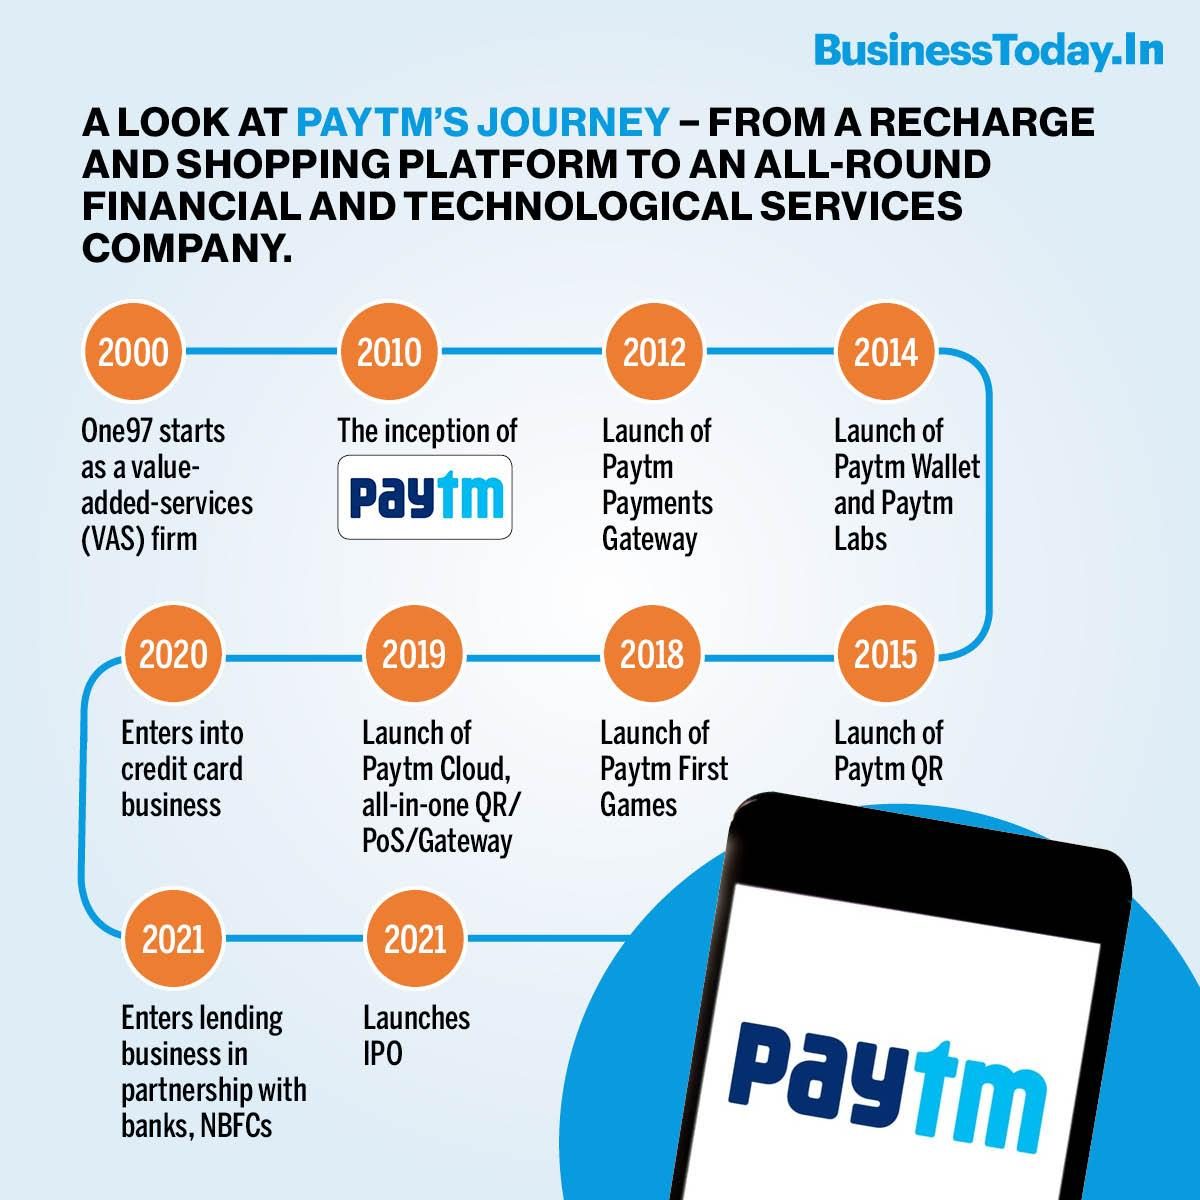 BusinessToday.In
A LOOK AT PAYTM'S JOURNEY – FROM A RECHARGE
AND SHOPPING PLATFORM TO AN ALL-ROUND
FINANCIAL AND TECHNOLOGICAL SERVICES
COMPANY.
2000
One97 starts
as a value-
added-services
(VAS) firm
2010
The inception of
paytm
2012
Launch of
Paytm
Payments
Gateway
2014
Launch of
Paytm Wallet
and Paytm
Labs
2015
Launch of
Paytm QR
2018
Launch of
Paytm First
Games
2019
Launch of
Paytm Cloud,
all-in-one QR/
PoS/Gateway
2020
Enters into
credit card
business
2021
Enters lending
business in
partnership with
banks, NBFCs
2021
Launches
IPO
paytm